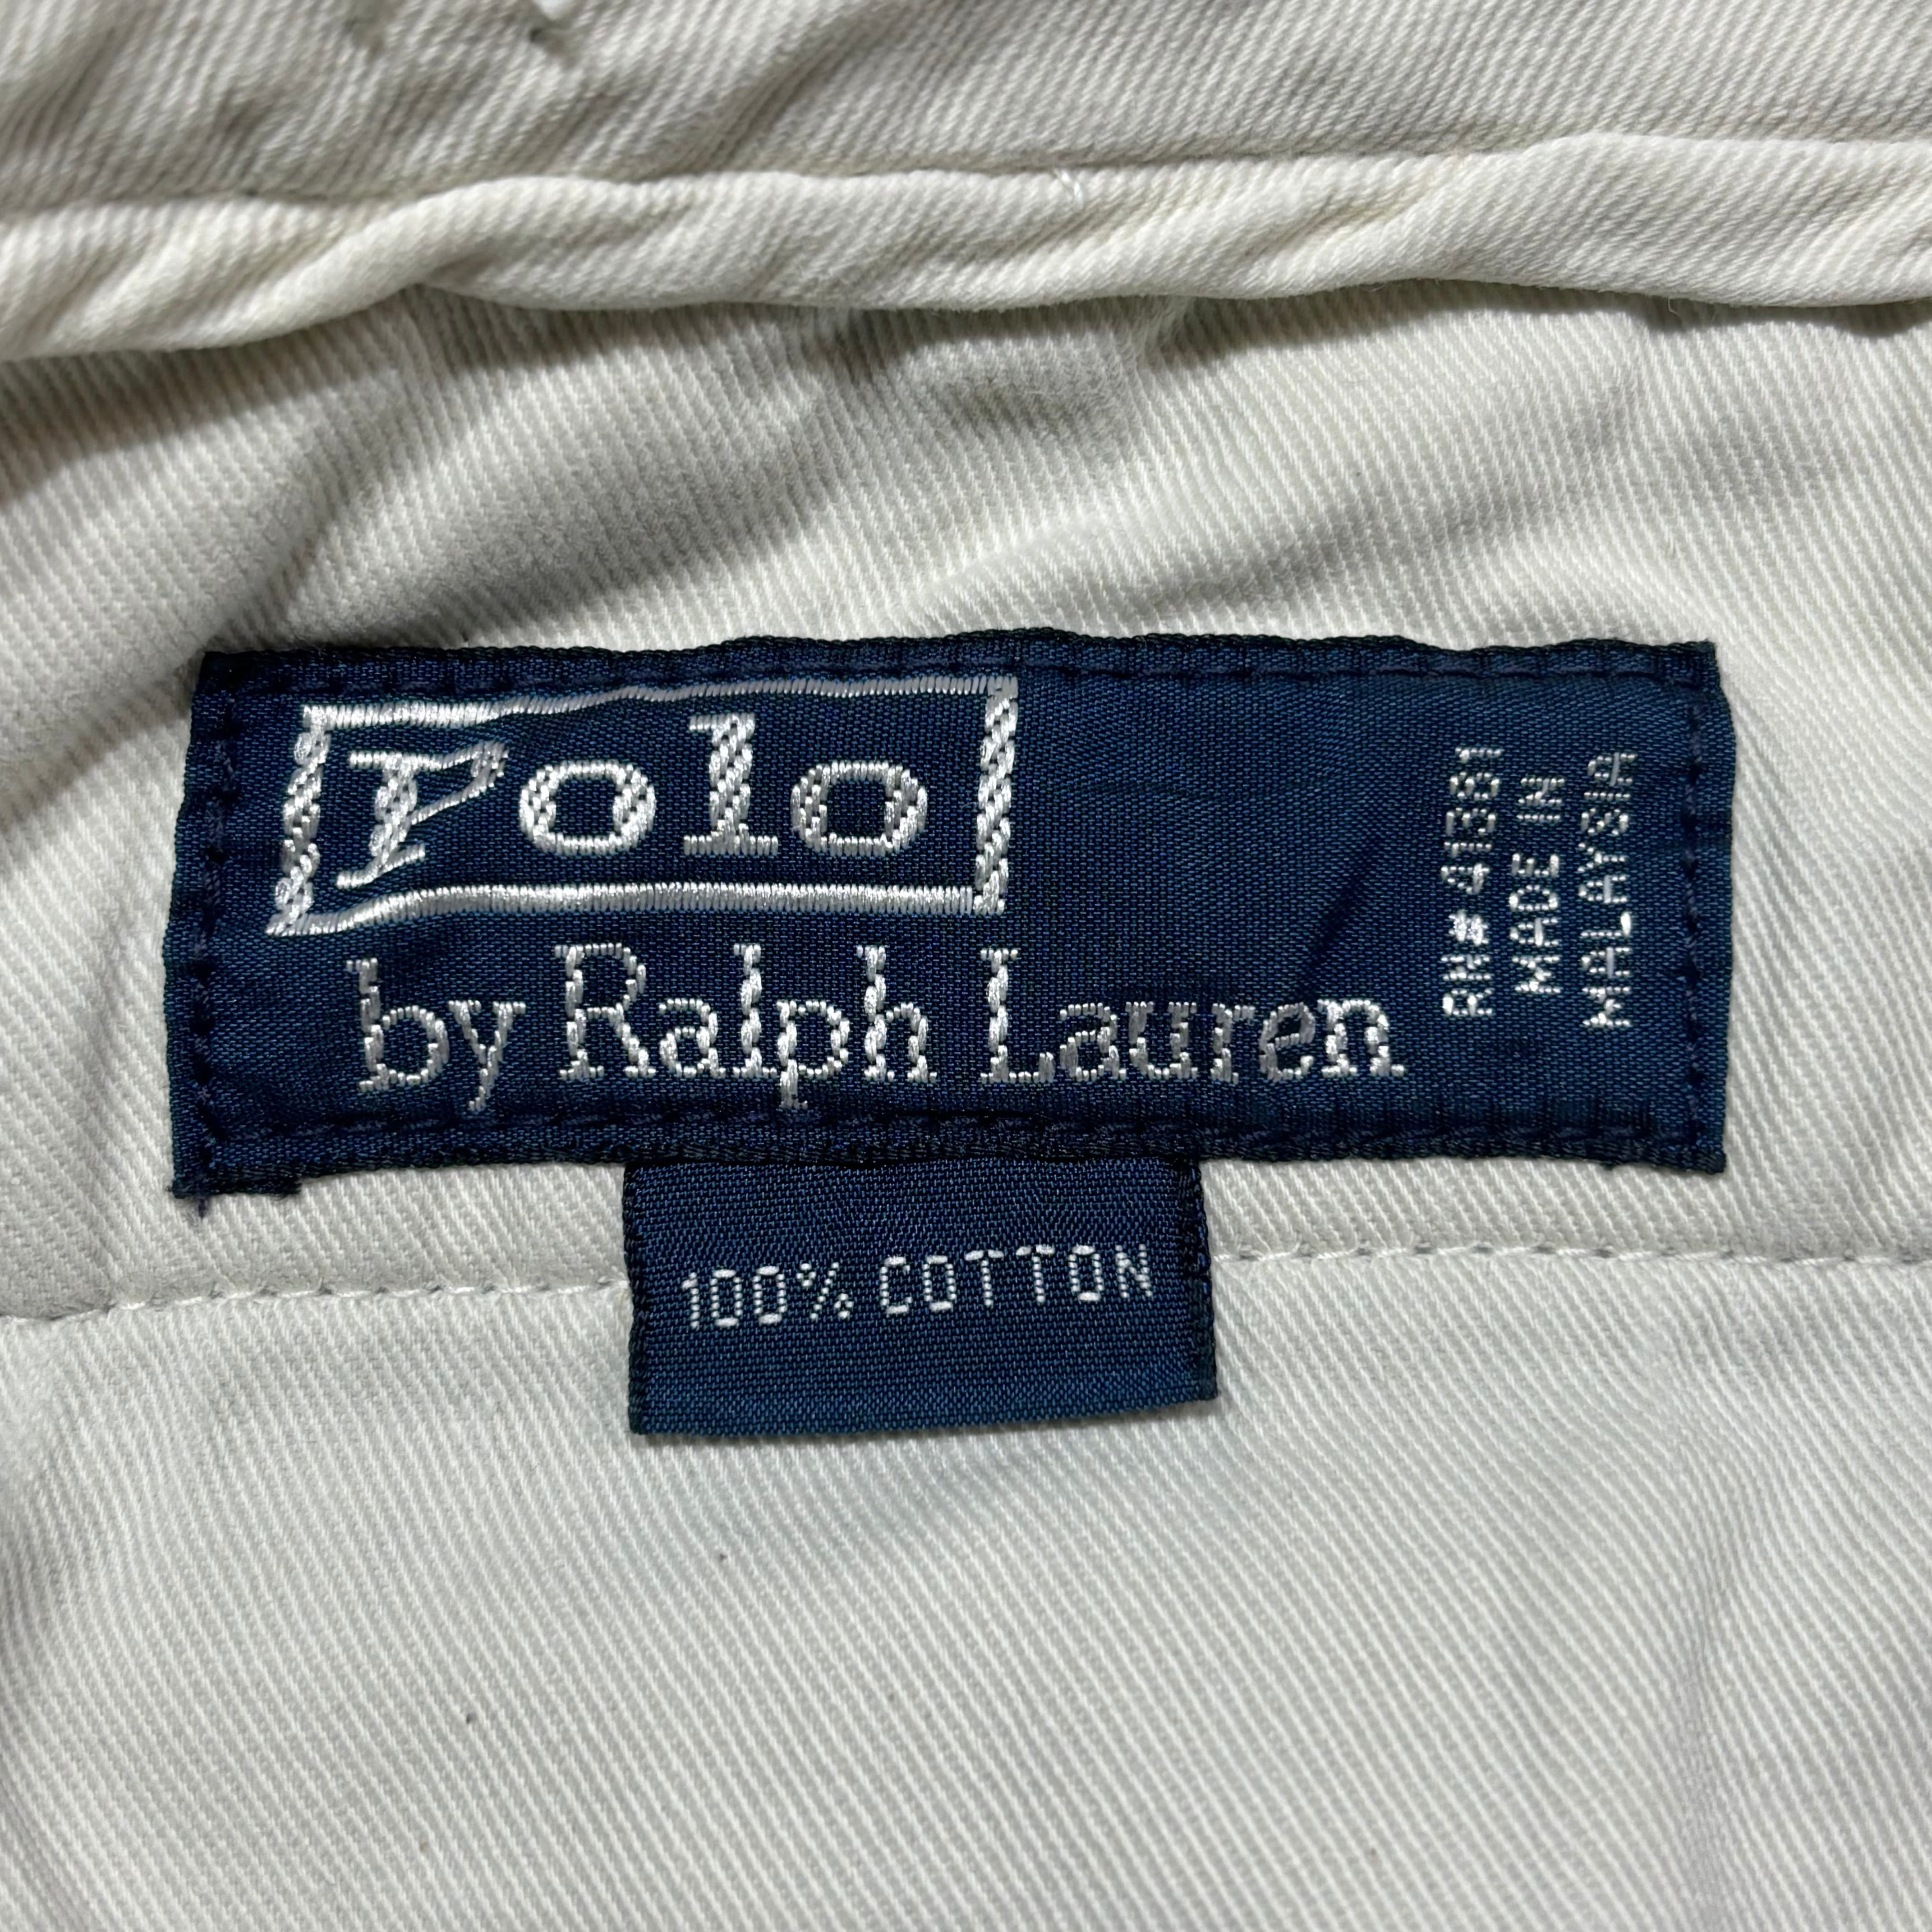 Polo
by Ralph Lauren
RN# 41381
MADE IN
MALAYSIA
100% COTTON